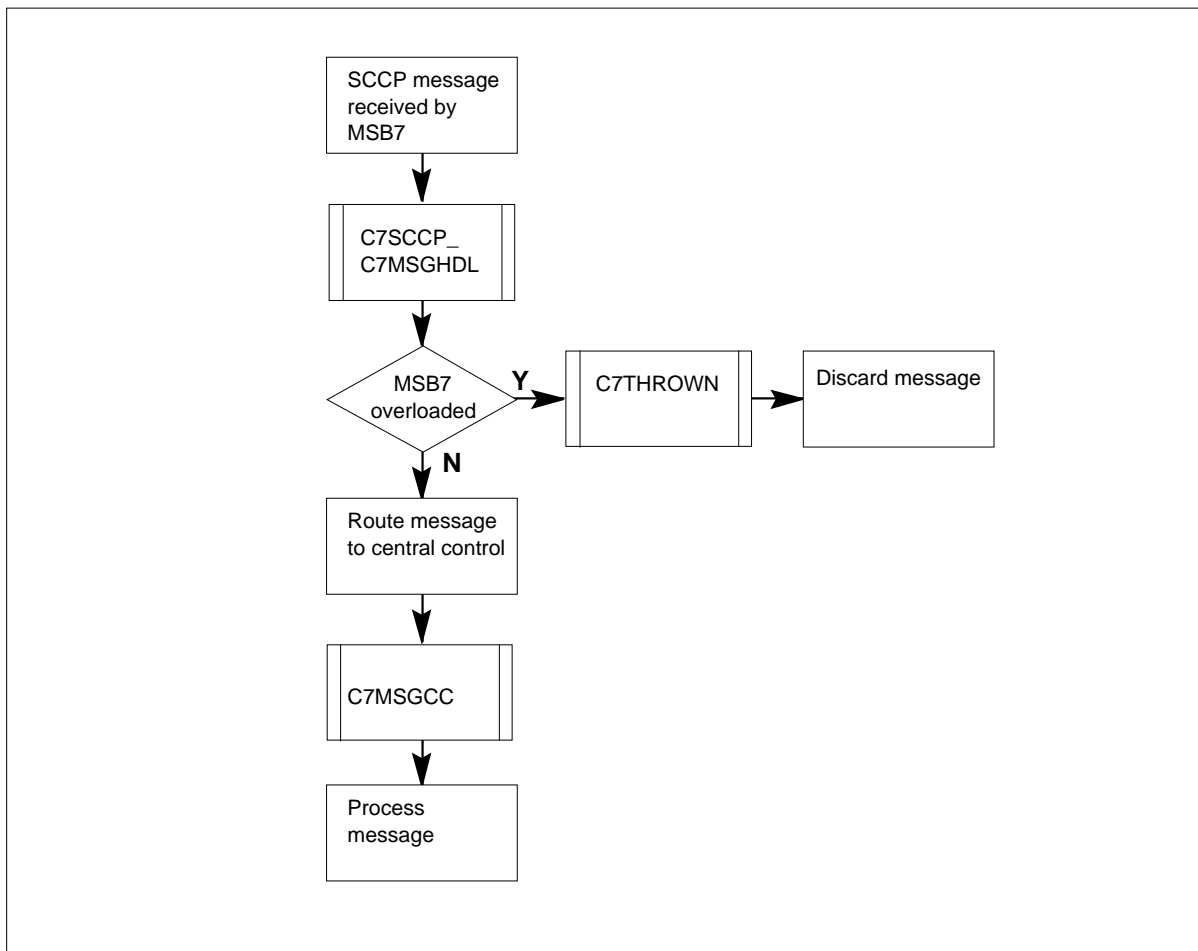 SCCP message
received by
MSB7
C7SCCP_
C7MSGHDL
MSB7
overloaded
Y
C7THROWN
Discard message
N
Route message
to central control
C7MSGCC
Process
message